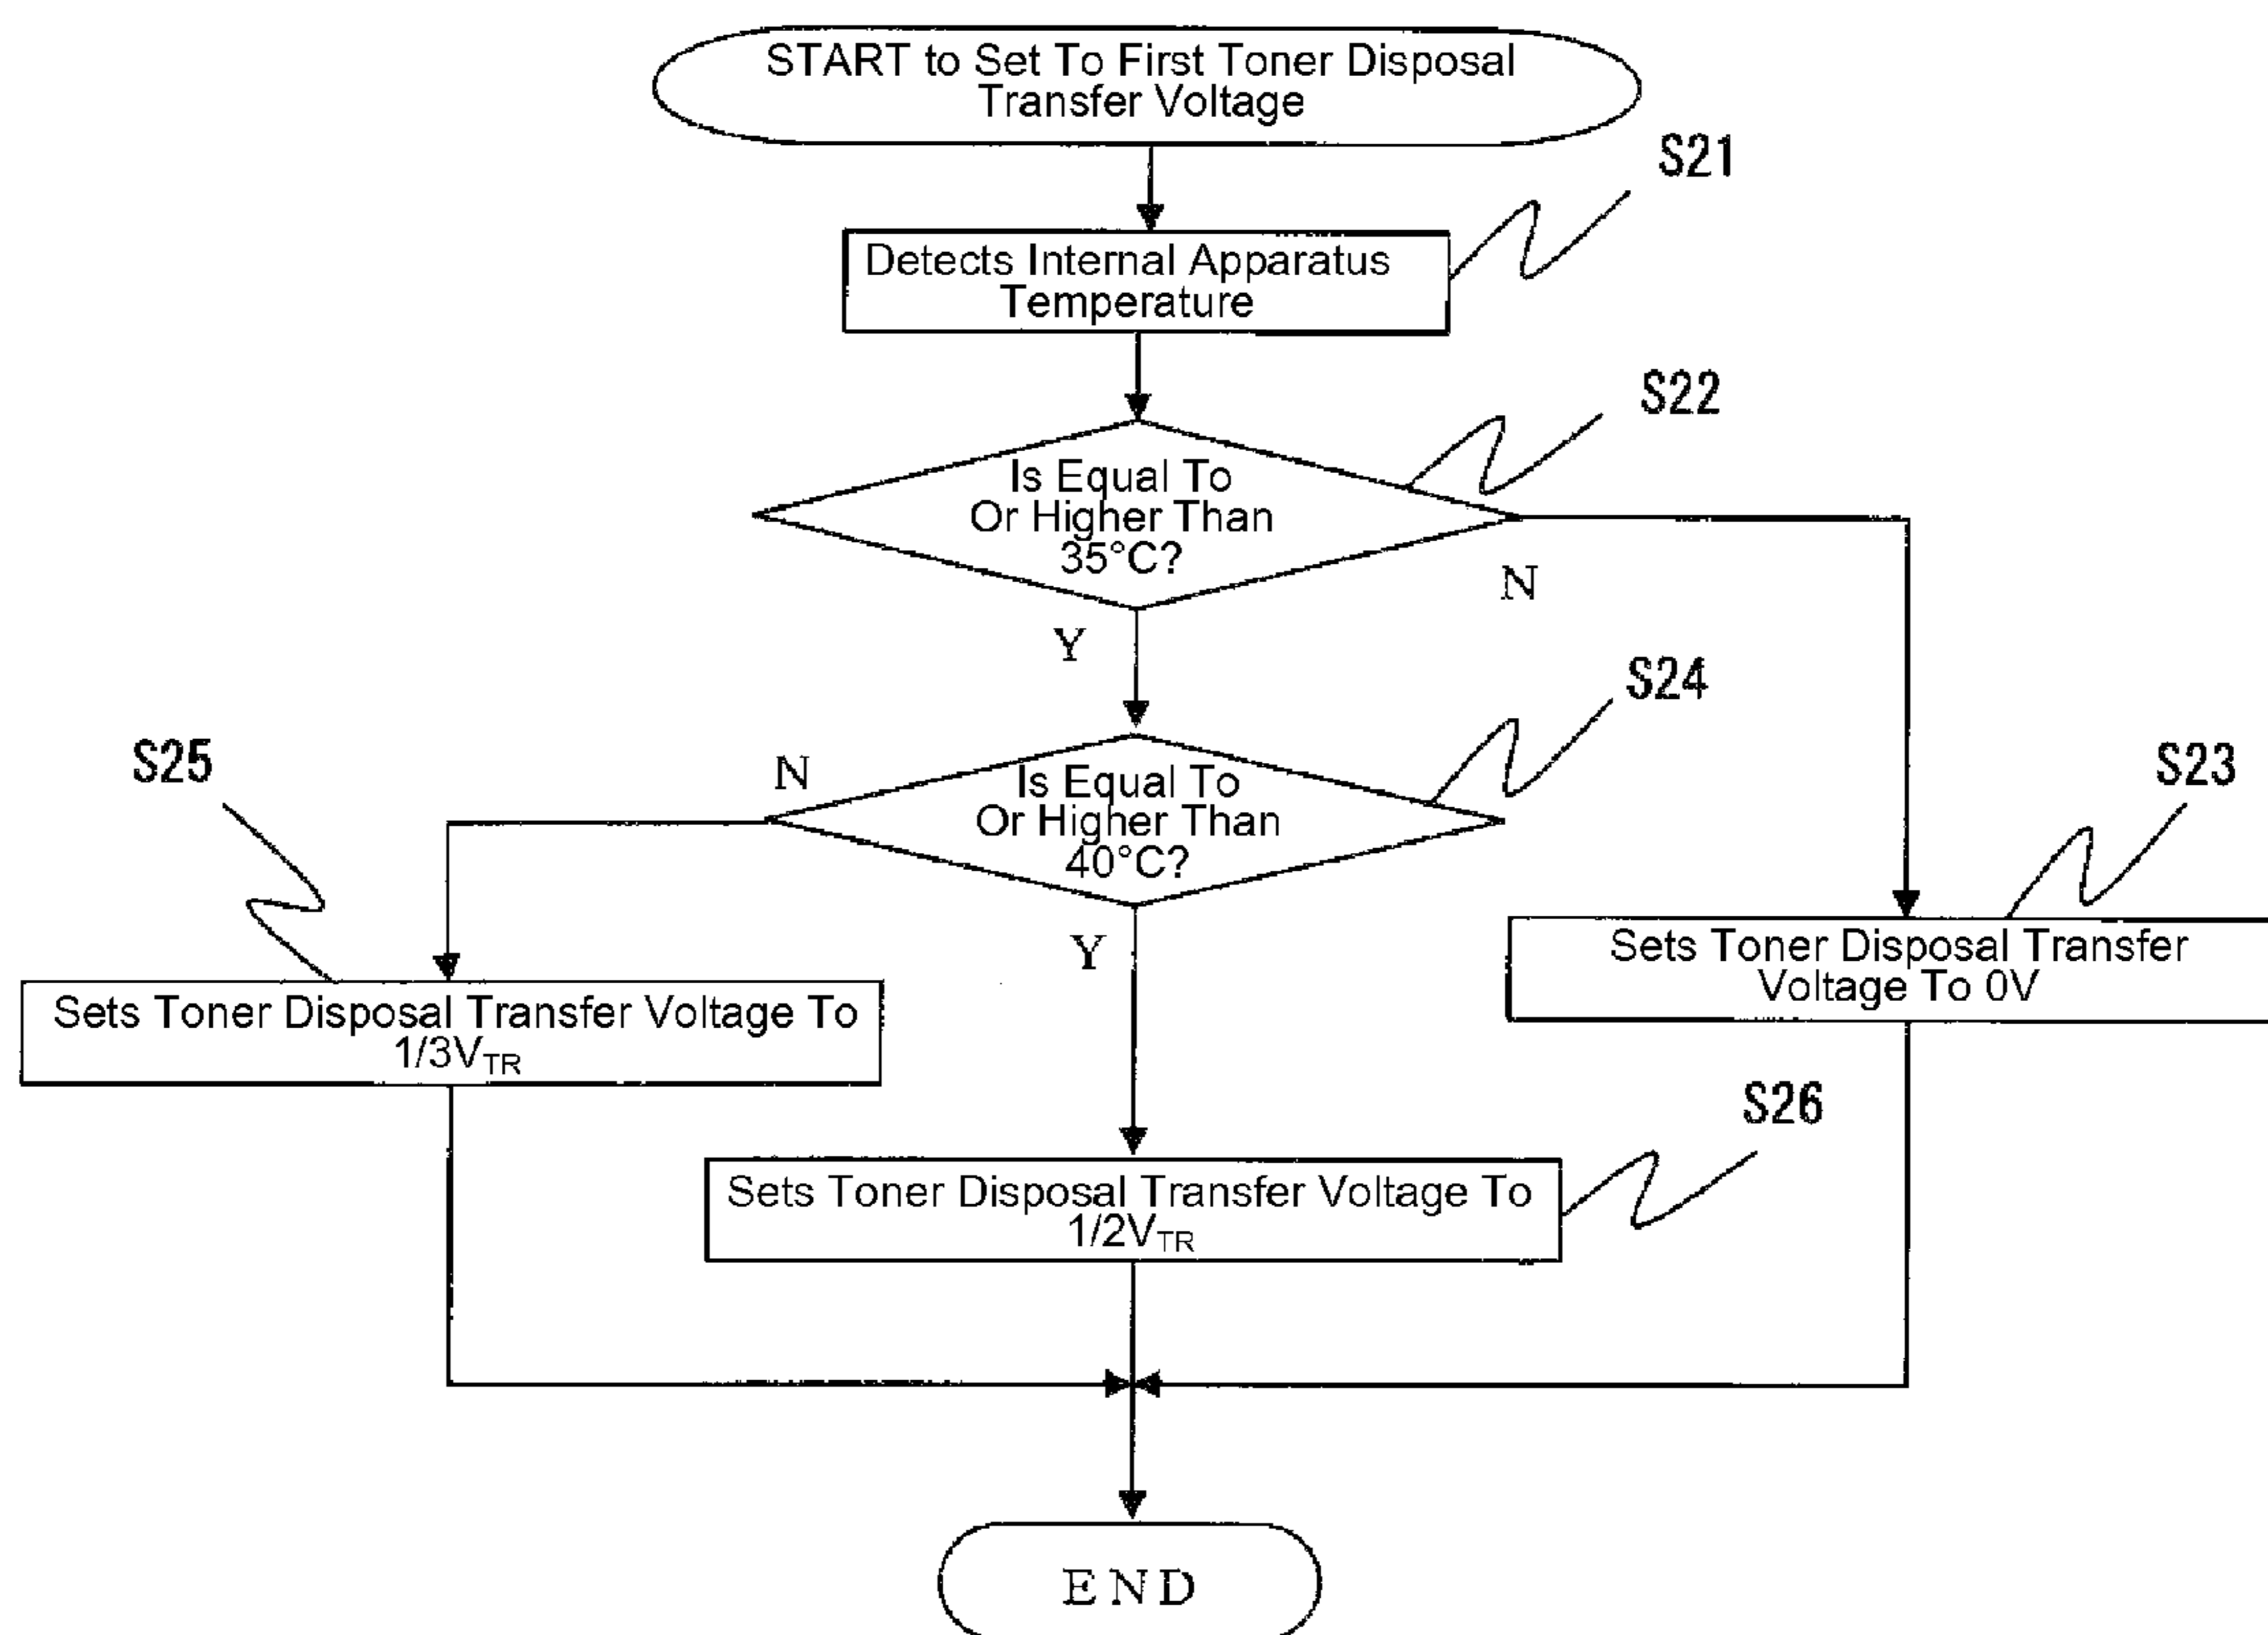 START to Set To First Toner Disposal
Transfer Voltage
S21
Detects Internal Apparatus
Temperature
S22
Is Equal To
Or Higher Than
35°C?
N
Y
S24
S25
N
Is Equal To
Or Higher Than
40°C?
S23
Y
Sets Toner Disposal Transfer
Voltage To 0V
Sets Toner Disposal Transfer Voltage To
1/3VTR
S26
Sets Toner Disposal Transfer Voltage To
1/2VTR
END